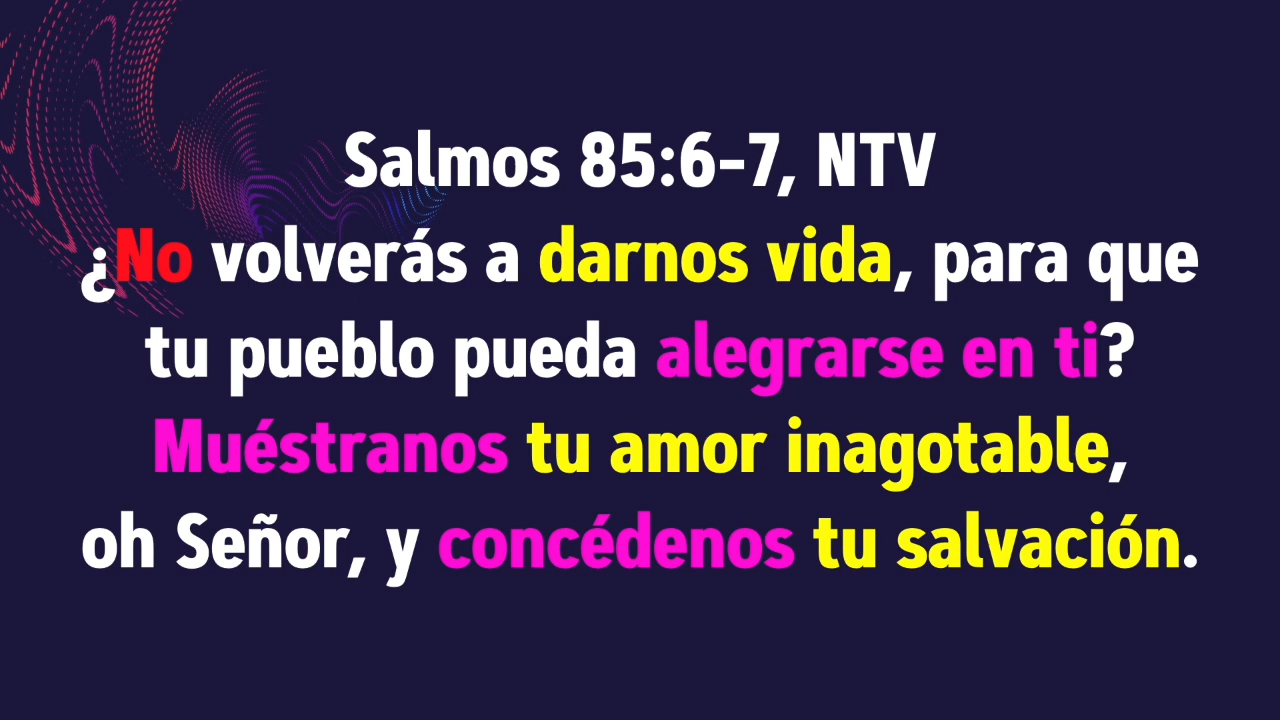 Salmos 85:6-7, NTV
¿No volverás a darnos vida, para que
tu pueblo pueda alegrarse en ti?
Muéstranos tu amor inagotable,
oh Señor, y concédenos tu salvación.